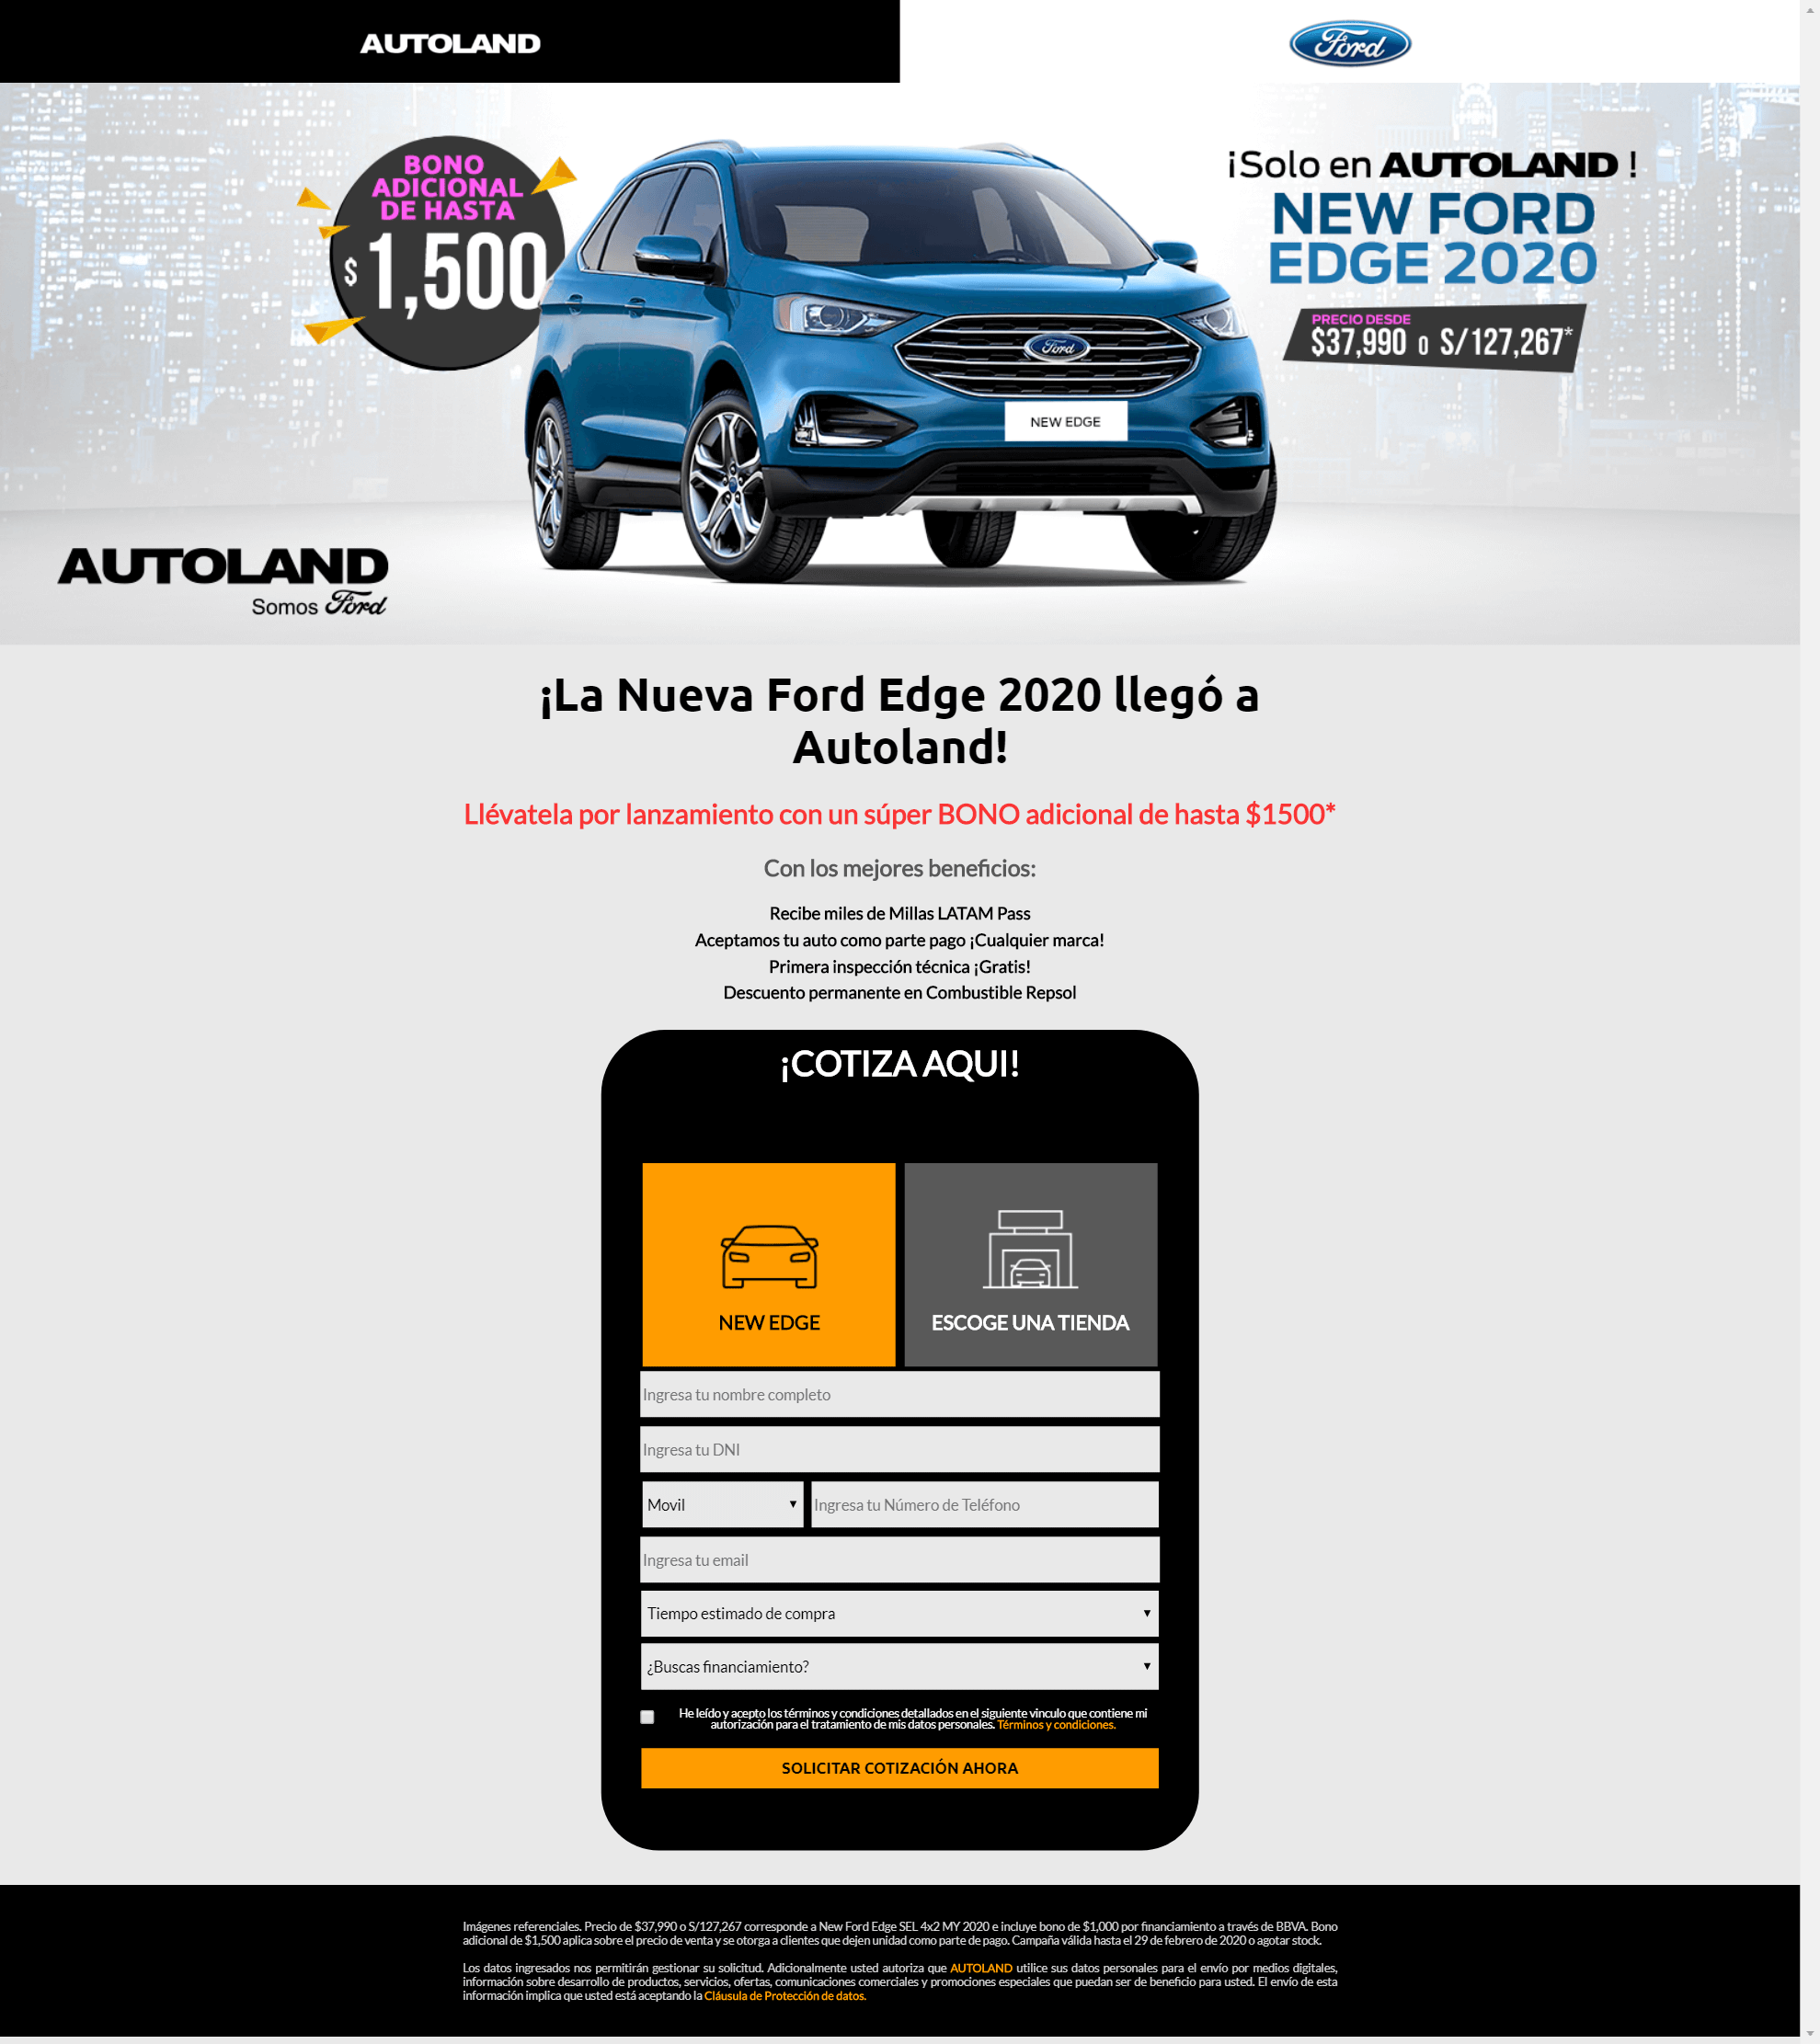 AUTOLAND
Ford
BONO
ADICIONAL
DE HASTA
$ 1,500
¡Solo en AUTOLAND !
NEW FORD
EDGE 2020
PRECIO DESDE
$37,990 o S/127,267*
Ford
NEW EDGE
AUTOLAND
Somos Ford
¡La Nueva Ford Edge 2020 llegó a
Autoland!
Llévatela por lanzamiento con un súper BONO adicional de hasta $1500*
Con los mejores beneficios:
Recibe miles de Millas LATAM Pass
Aceptamos tu auto como parte pago ¡Cualquier marca!
Primera inspección técnica ¡Gratis!
Descuento permanente en Combustible Repsol
¡COTIZA AQUI!
NEW EDGE
ESCOGE UNA TIENDA
Ingresa tu nombre completo
Ingresa tu DNI
Movil
Ingresa tu Número de Teléfono
Ingresa tu email
Tiempo estimado de compra
¿Buscas financiamiento?
He leído y acepto los términos y condiciones detallados en el siguiente vinculo que contiene mi
autorización para el tratamiento de mis datos personales. Términos y condiciones.
SOLICITAR COTIZACIÓN AHORA
Imágenes referenciales. Precio de $37,990 o S/127,267 corresponde a New Ford Edge SEL 4x2 MY 2020 e incluye bono de $1,000 por financiamiento a través de BBVA. Bono
adicional de $1,500 aplica sobre el precio de venta y se otorga a clientes que dejen unidad como parte de pago. Campaña válida hasta el 29 de febrero de 2020 o agotar stock.
Los datos ingresados nos permitirán gestionar su solicitud. Adicionalmente usted autoriza que AUTOLAND utilice sus datos personales para el envío por medios digitales,
información sobre desarrollo de productos, servicios, ofertas, comunicaciones comerciales y promociones especiales que puedan ser de beneficio para usted. El envío de esta
información implica que usted está aceptando la Cláusula de Protección de datos.